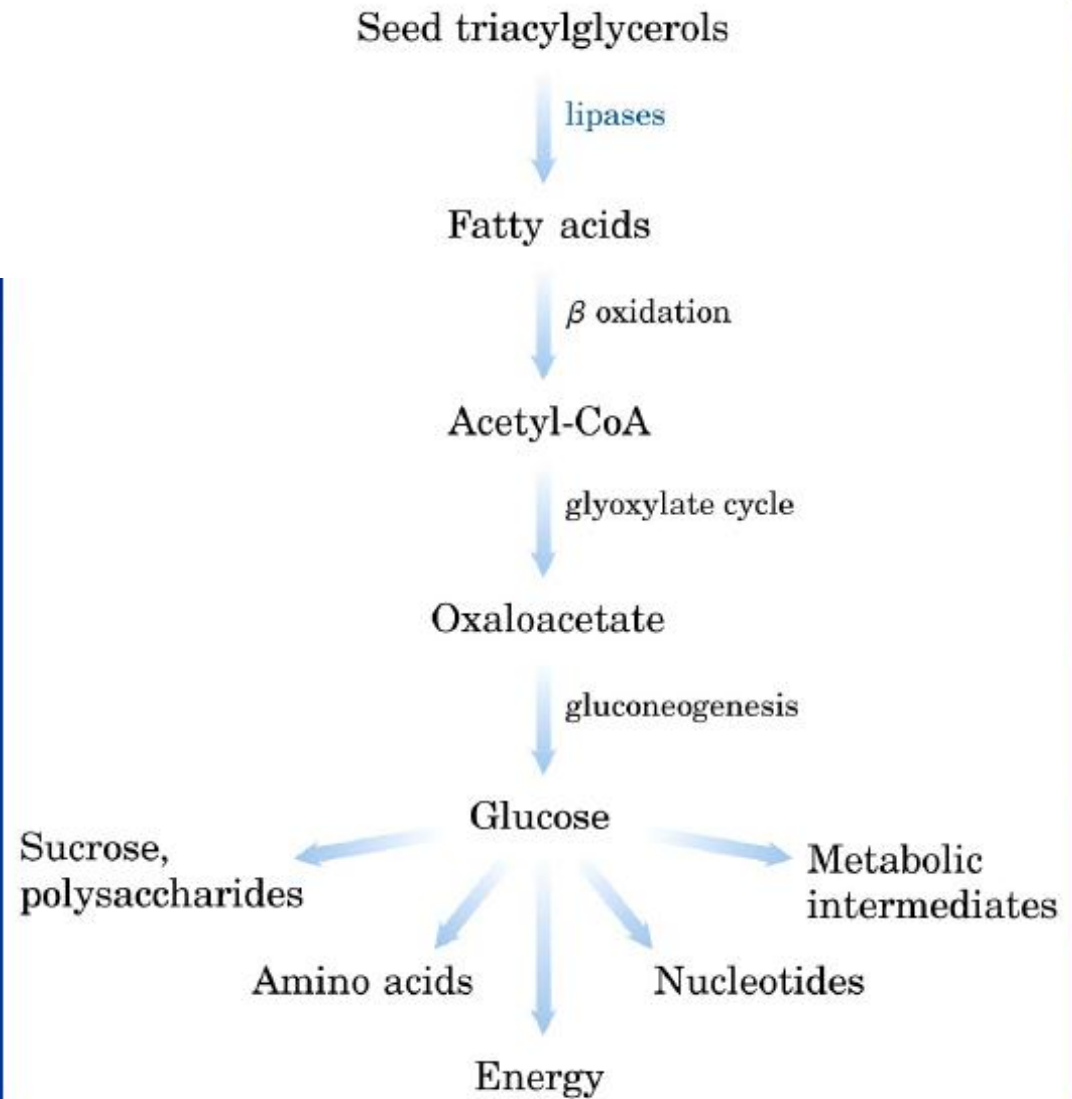 Seed triacylglycerols
lipases
Fatty acids
β oxidation
Acetyl-CoA
glyoxylate cycle
Oxaloacetate
gluconeogenesis
Glucose
Sucrose,
polysaccharides
Metabolic
intermediates
Amino acids
Nucleotides
Energy